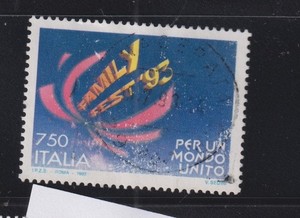 FAMILY
FEST '93
750
ITALIA
PER UN
MONDO
UNITO